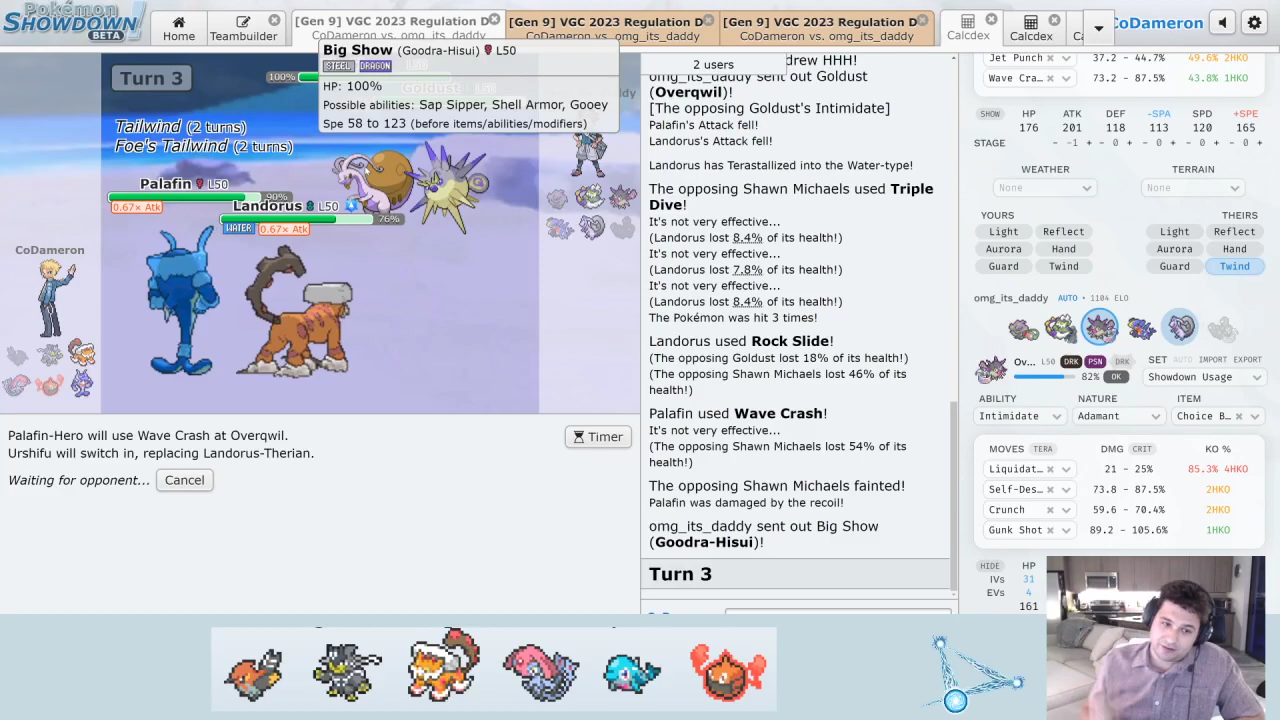 Pokémon
SHOWDOWN
BETA
Home
Teambuilder
[Gen 9] VGC 2023 Regulation D
CoDameron vs. omg_its_daddy
[Gen 9] VGC 2023 Regulation D
CoDameron vs. omg_its_daddy
[Gen 9] VGC 2023 Regulation D
CoDameron vs. omg_its_daddy
Calcdex
Calcdex
Ca
CoDameron
Turn 3
100%
Tailwind (2 turns)
Foe's Tailwind (2 turns)
Big Show (Goodra-Hisui) L50
STEEL DRAGON
HP: 100%
Possible abilities: Sap Sipper, Shell Armor, Gooey
Spe 58 to 123 (before items/abilities/modifiers)
Palafin L50
90%
0.67× Atk
Landorus L50
76%
WATER 0.67× Atk
CoDameron
Palafin-Hero will use Wave Crash at Overqwil.
Urshifu will switch in, replacing Landorus-Therian.
Waiting for opponent... Cancel
Timer
2 users
drew HHH!
omg_its_daddy sent out Goldust
(Overqwil)!
[The opposing Goldust's Intimidate]
Palafin's Attack fell!
Landorus's Attack fell!
Landorus has Terastallized into the Water-type!
The opposing Shawn Michaels used Triple
Dive!
It's not very effective...
(Landorus lost 8.4% of its health!)
It's not very effective...
(Landorus lost 7.8% of its health!)
It's not very effective...
(Landorus lost 8.4% of its health!)
The Pokémon was hit 3 times!
Landorus used Rock Slide!
(The opposing Goldust lost 18% of its health!)
(The opposing Shawn Michaels lost 46% of its
health!)
Palafin used Wave Crash!
It's not very effective...
(The opposing Shawn Michaels lost 54% of its
health!)
The opposing Shawn Michaels fainted!
Palafin was damaged by the recoil!
omg_its_daddy sent out Big Show
(Goodra-Hisui)!
Turn 3
Jet Punch 37.2 - 44.7% 49.6% 2HKO
Wave Cra... 73.2 - 87.5% 43.8% 1HKO
SHOW HP ATK DEF -SPA SPD +SPE
176 201 118 113 120 165
STAGE - -1 + - 0 + - 0 + - 0 + - 0 +
WEATHER TERRAIN
None None
YOURS THEIRS
Light Reflect Light Reflect
Aurora Hand Aurora Hand
Guard Twind Guard Twind
omg_its_daddy AUTO • 1104 ELO
Ov... L50 DRK PSN DRK SET AUTO IMPORT EXPORT
82% OK Showdown Usage
ABILITY NATURE ITEM
Intimidate Adamant Choice B...
MOVES TERA DMG CRIT KO %
Liquidat... 21 - 25% 85.3% 4HKO
Self-Des... 73.8 - 87.5% 2HKO
Crunch 59.6 - 70.4% 2HKO
Gunk Shot 89.2 - 105.6% 1HKO
HIDE HP
IVs 31
EVs 4
161